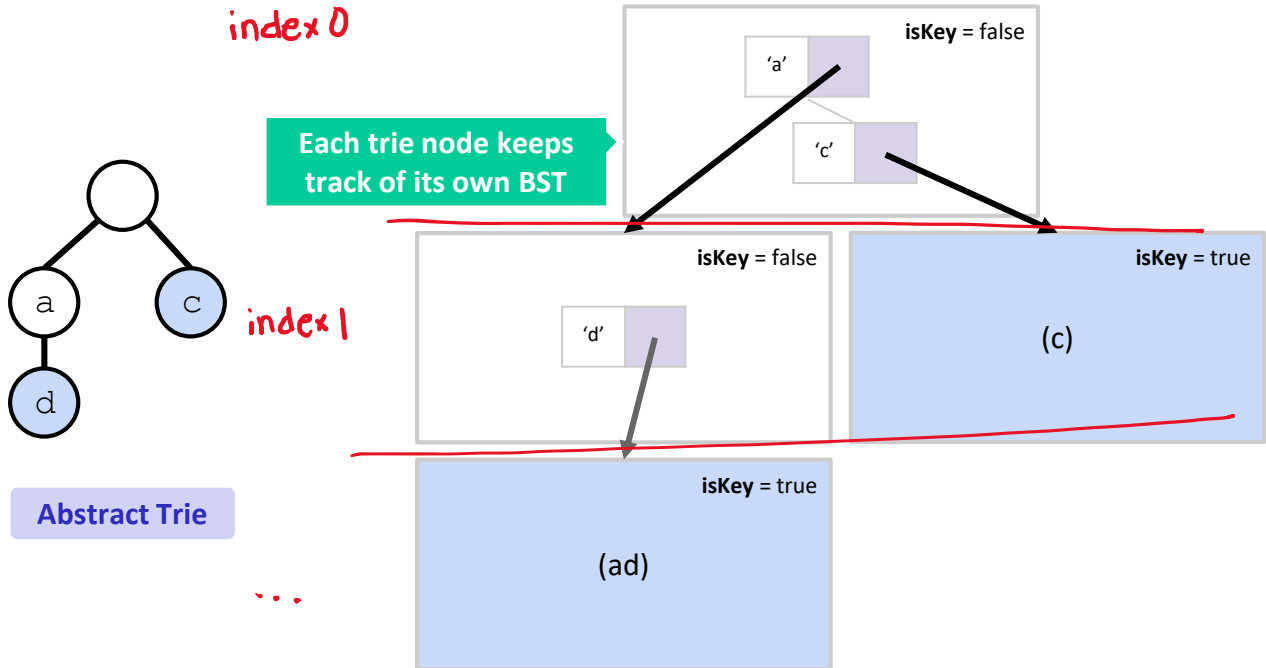 index 0
isKey = false
'a'
'c'
Each trie node keeps
track of its own BST
a
c
d
index 1
isKey = false
'd'
isKey = true
(c)
Abstract Trie
isKey = true
(ad)
...